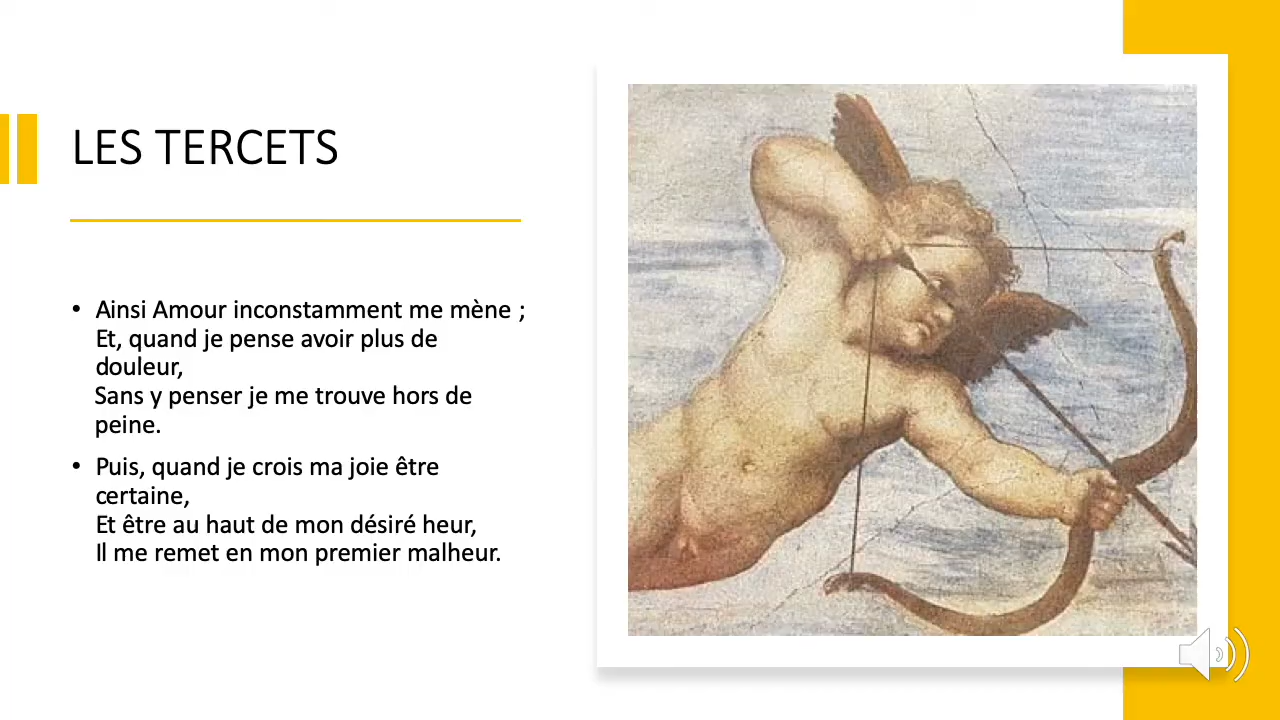 LES TERCETS
• Ainsi Amour inconstamment me mène ;
Et, quand je pense avoir plus de
douleur,
Sans y penser je me trouve hors de
peine.
• Puis, quand je crois ma joie être
certaine,
Et être au haut de mon désiré heur,
Il me remet en mon premier malheur.